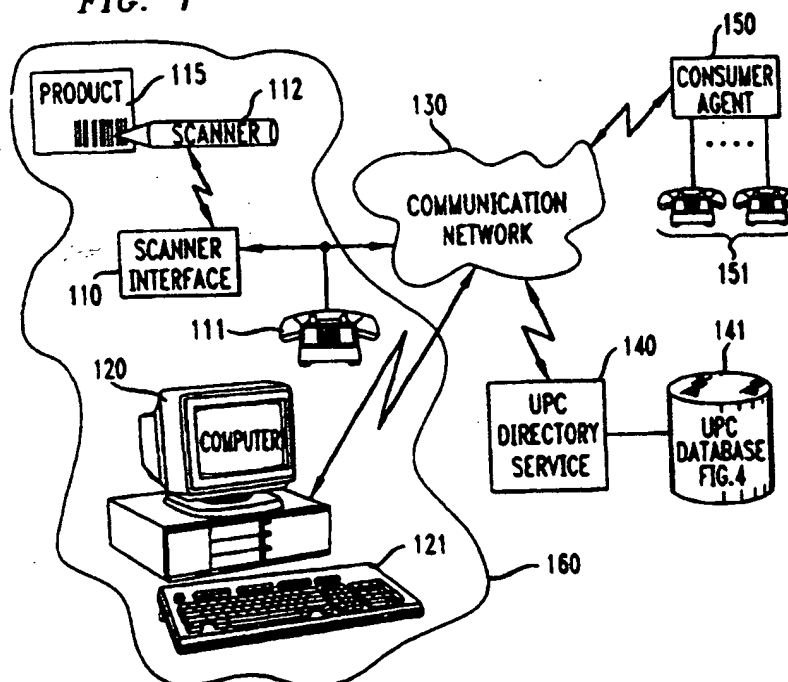 FIG. 1
PRODUCT
115
112
SCANNER
SCANNER
INTERFACE
110
111
120
COMPUTER
121
160
130
COMMUNICATION
NETWORK
150
CONSUMER
AGENT
151
140
UPC
DIRECTORY
SERVICE
141
UPC
DATABASE
FIG.4